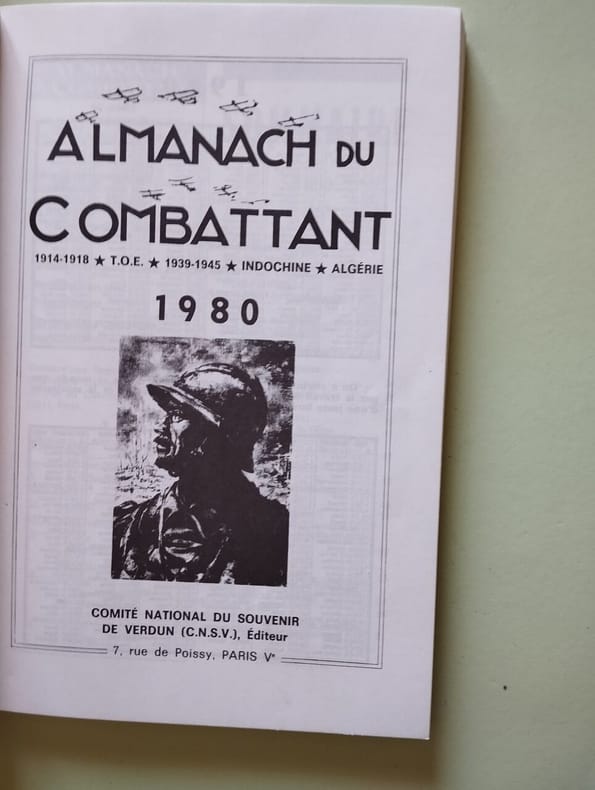 ALMANACH DU
COMBATTANT
1914-1918 ★ T.O.E. ★ 1939-1945 ★ INDOCHINE ★ ALGÉRIE
1980
COMITÉ NATIONAL DU SOUVENIR
DE VERDUN (C.N.S.V.), Éditeur
7, rue de Poissy, PARIS Vᵉ